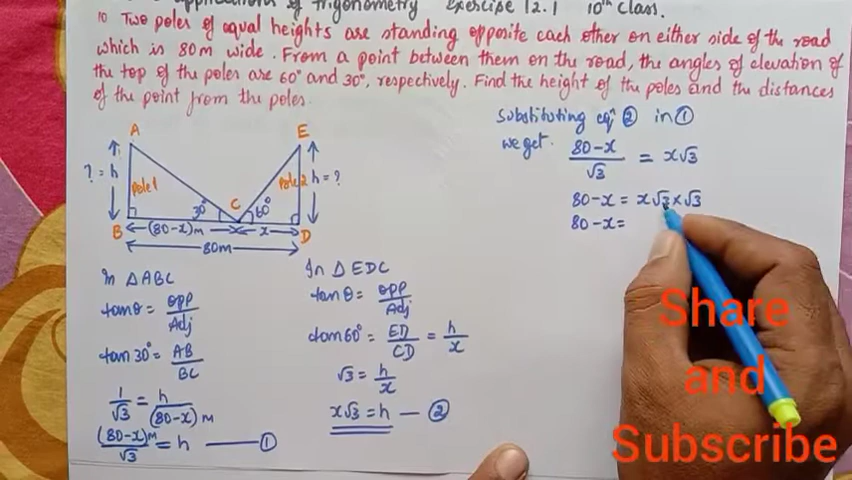 applications of Trigonometry Exercise 12.1 10th class.
10 Two poles of equal heights are standing opposite each other on either side of the road
which is 80m wide. From a point between them on the road, the angles of elevation of
the top of the poles are 60° and 30°, respectively. Find the height of the poles and the distances
of the point from the poles.
A
E
? = h
pole1
pole 2
h = ?
C
30°
60°
B
(80-x)m
x
D
80m
In △ABC
tanθ = opp/Adj
tan 30° = AB/BC
1/√3 = h/(80-x)m
(80-x)m/√3 = h —— ①
In △EDC
tanθ = opp/Adj
tan60° = ED/CD = h/x
√3 = h/x
x√3 = h — ②
Substituting eqn ② in ①
we get. 80-x/√3 = x√3
80-x = x√3×√3
80-x=
Share
and
Subscribe